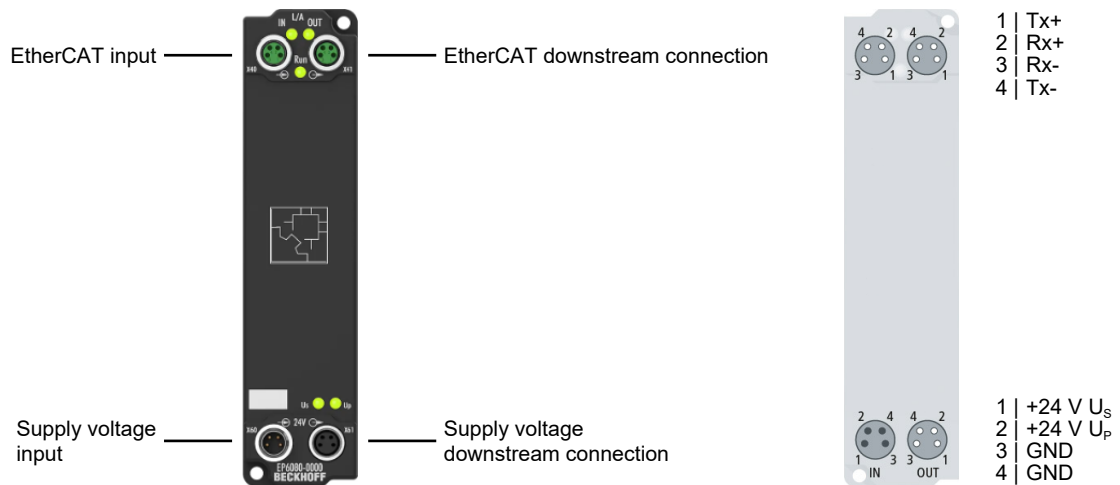 L/A
IN OUT
EtherCAT input
EtherCAT downstream connection
X40 Run X41
Us Up
X60 24V X61
Supply voltage
input
Supply voltage
downstream connection
EP6080-0000
BECKHOFF
4 2 4 2
3 1 3 1
1 | Tx+
2 | Rx+
3 | Rx-
4 | Tx-
2 4 4 2
1 3 3 1
IN OUT
1 | +24 V US
2 | +24 V UP
3 | GND
4 | GND